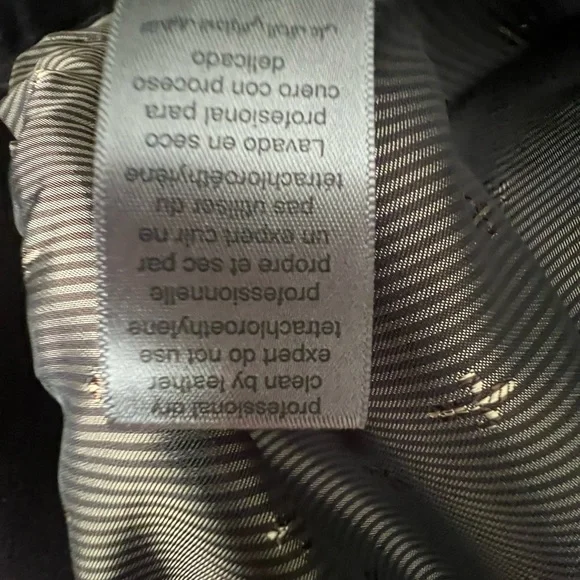 professional dry
clean by leather
expert do not use
tetrachloroethylene
professionnelle
propre et sec par
un expert cuir ne
pas utiliser du
tétrachloroéthyléne
Lavado en seco
profesional para
cuero con proceso
delicado